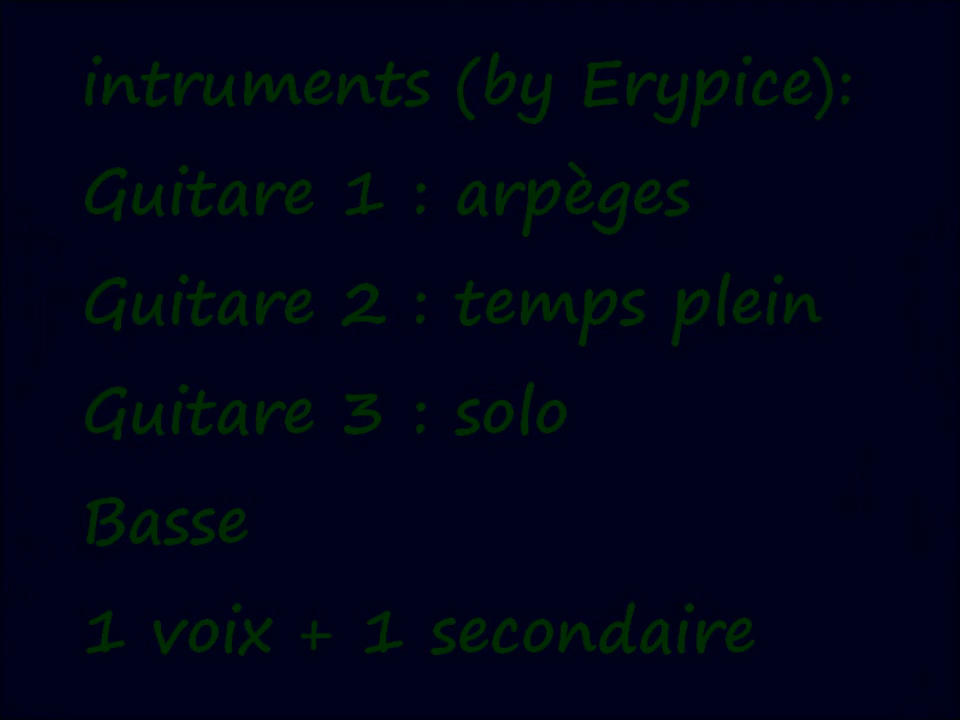 intruments (by Erypice):
Guitare 1 : arpèges
Guitare 2 : temps plein
Guitare 3 : solo
Basse
1 voix + 1 secondaire